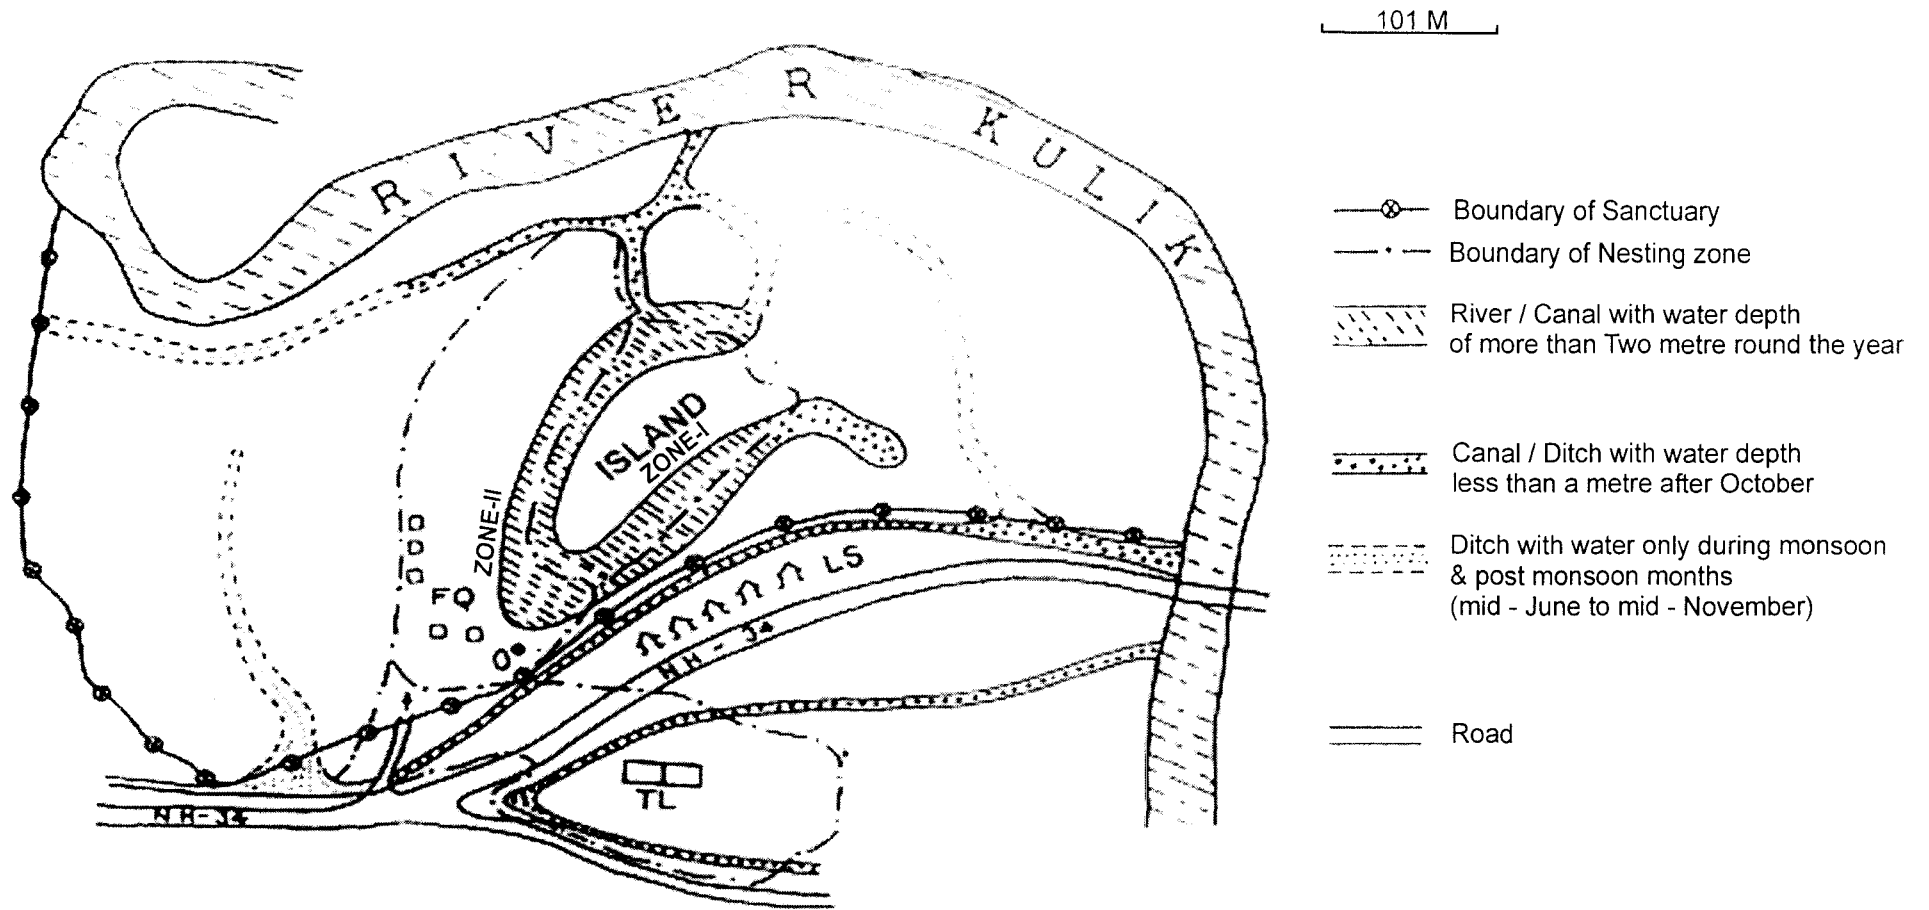 101 M
RIVER KULIK
ISLAND
ZONE-I
ZONE-II
FQ
O
LS
NH-34
TL
NH-34
Boundary of Sanctuary
Boundary of Nesting zone
River / Canal with water depth
of more than Two metre round the year
Canal / Ditch with water depth
less than a metre after October
Ditch with water only during monsoon
& post monsoon months
(mid - June to mid - November)
Road